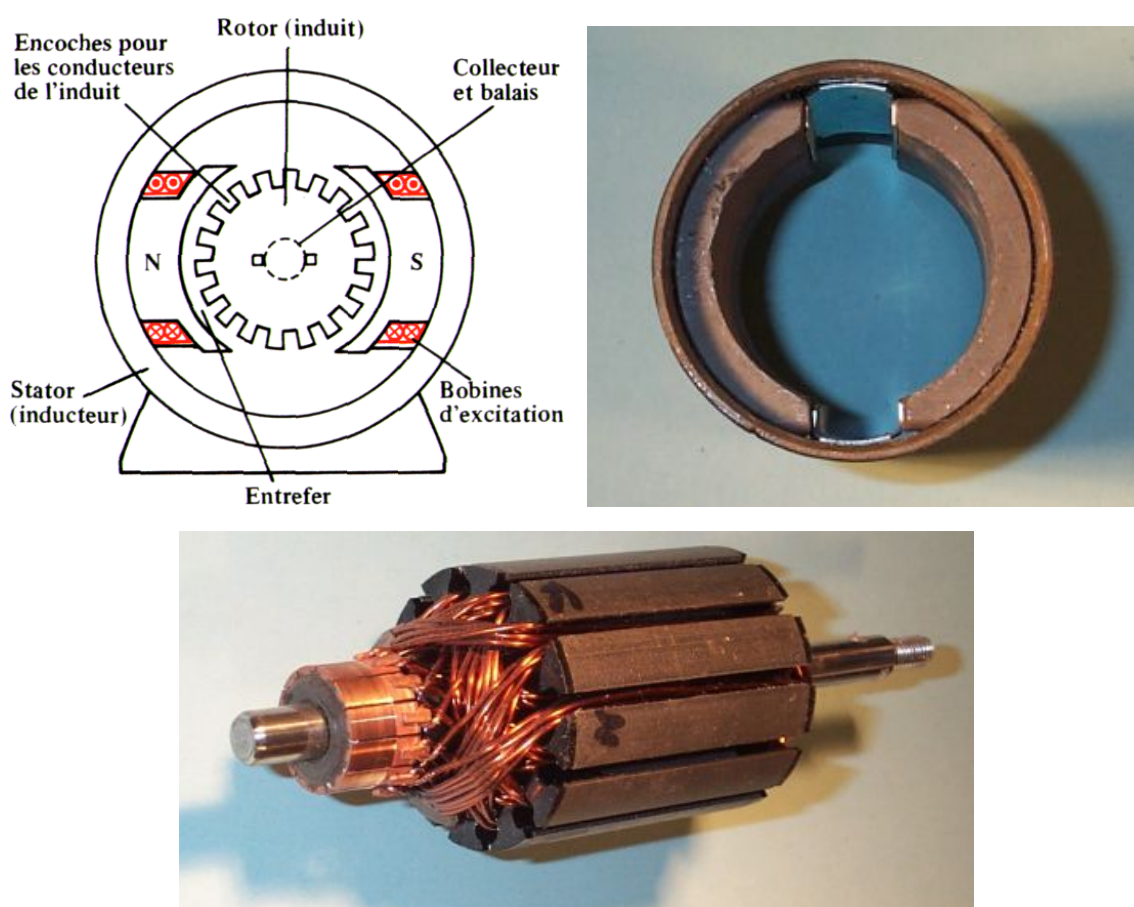 Rotor (induit)
Encoches pour
les conducteurs
de l'induit
Collecteur
et balais
N
S
Stator
(inducteur)
Bobines
d'excitation
Entrefer